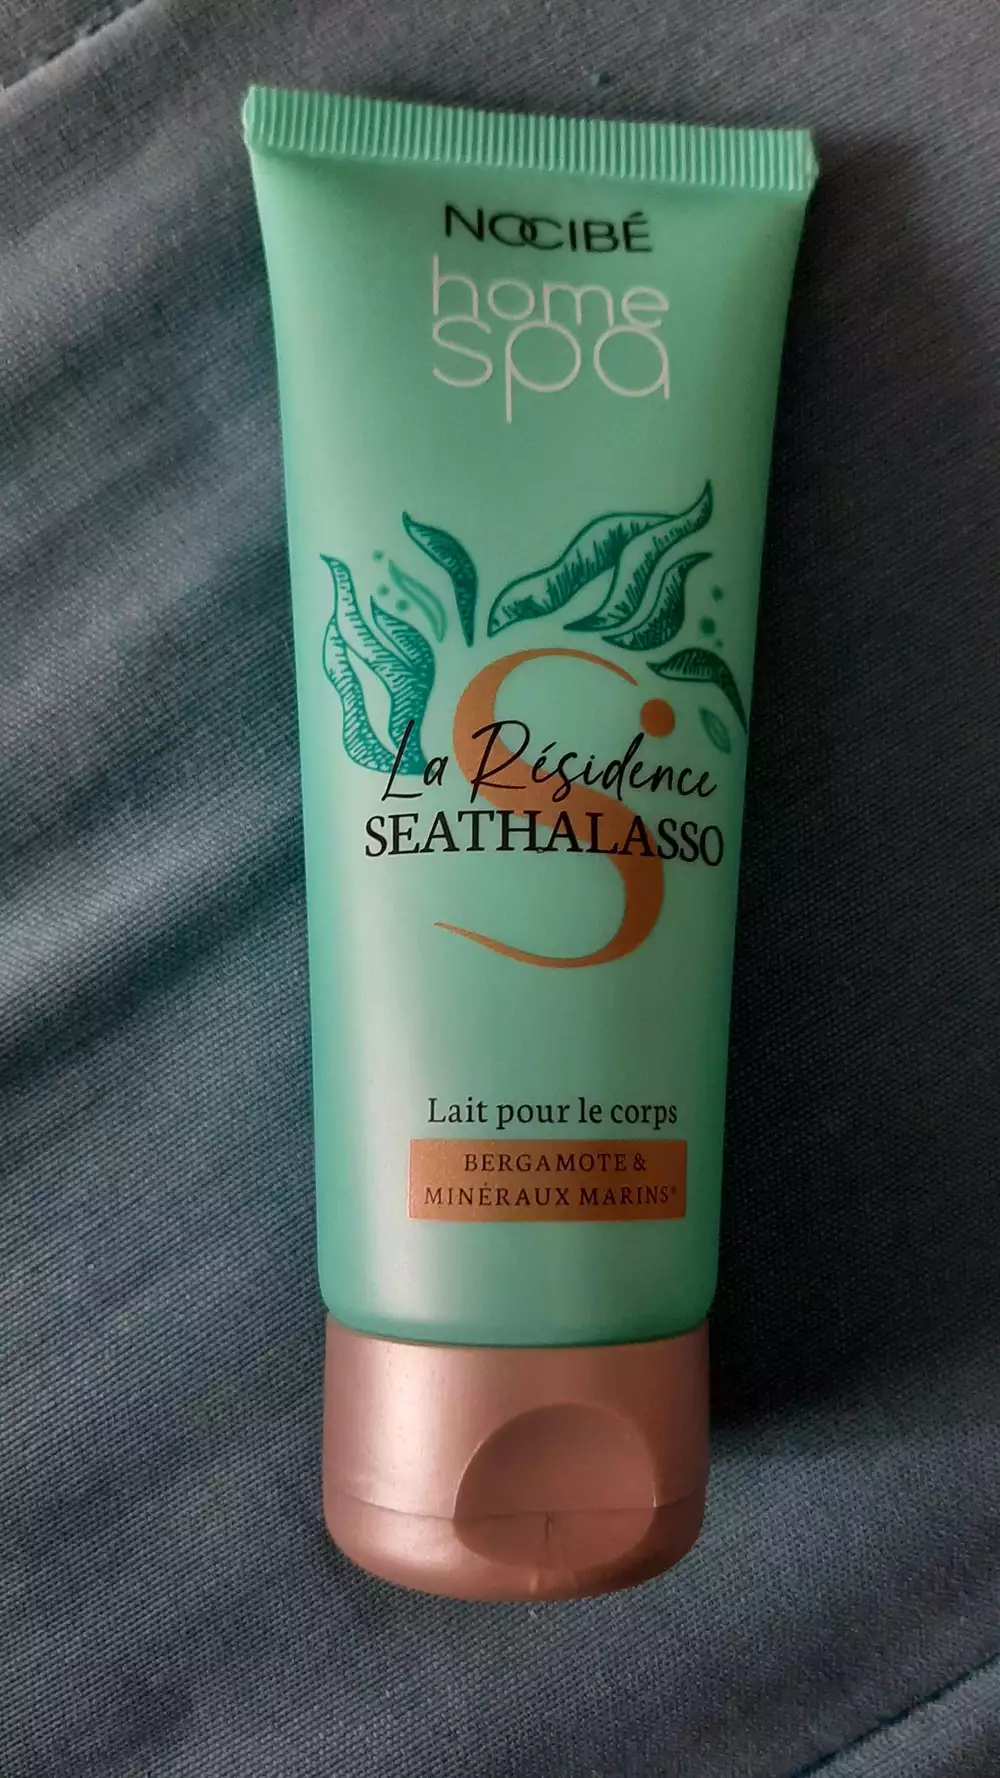 NOCIBÉ
home
spa
S
La Résidence
SEATHALASSO
Lait pour le corps
BERGAMOTE &
MINÉRAUX MARINS*